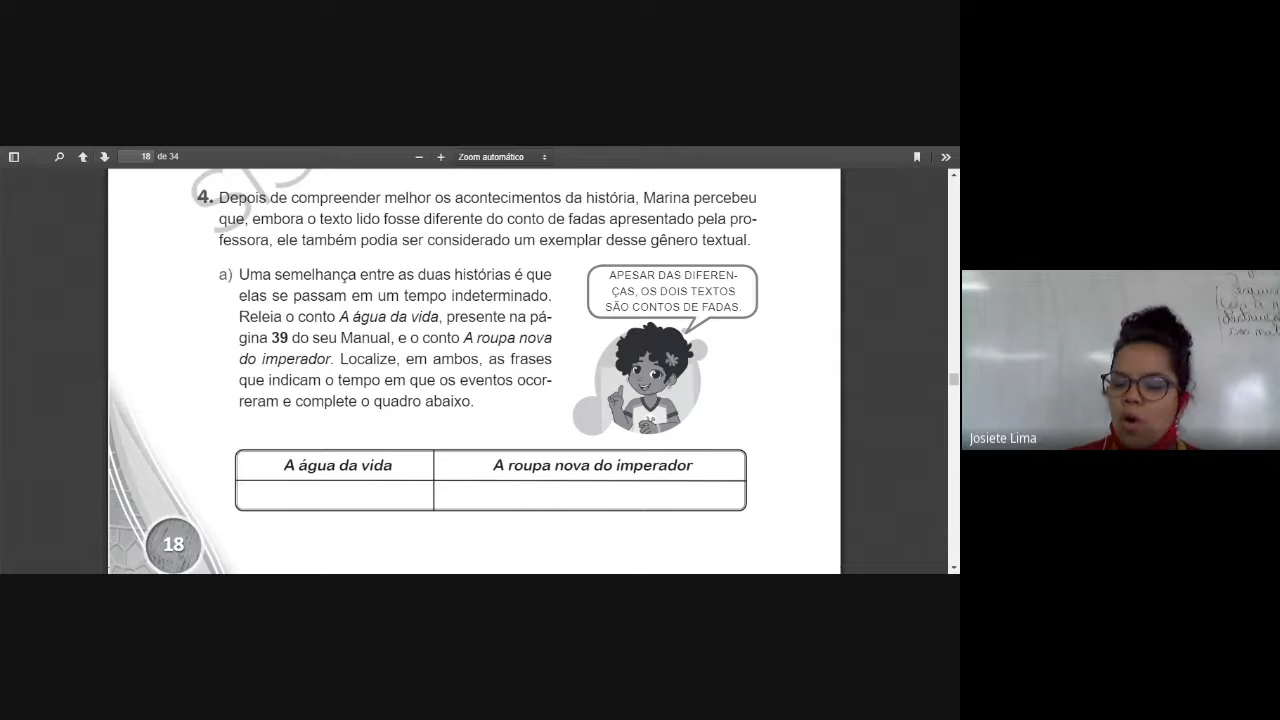 18 de 34
Zoom automático
SIS
4. Depois de compreender melhor os acontecimentos da história, Marina percebeu
que, embora o texto lido fosse diferente do conto de fadas apresentado pela pro-
fessora, ele também podia ser considerado um exemplar desse gênero textual.
a) Uma semelhança entre as duas histórias é que
elas se passam em um tempo indeterminado.
Releia o conto A água da vida, presente na pá-
gina 39 do seu Manual, e o conto A roupa nova
do imperador. Localize, em ambos, as frases
que indicam o tempo em que os eventos ocor-
reram e complete o quadro abaixo.
APESAR DAS DIFEREN-
ÇAS, OS DOIS TEXTOS
SÃO CONTOS DE FADAS.
A água da vida
A roupa nova do imperador
18
Josiete Lima